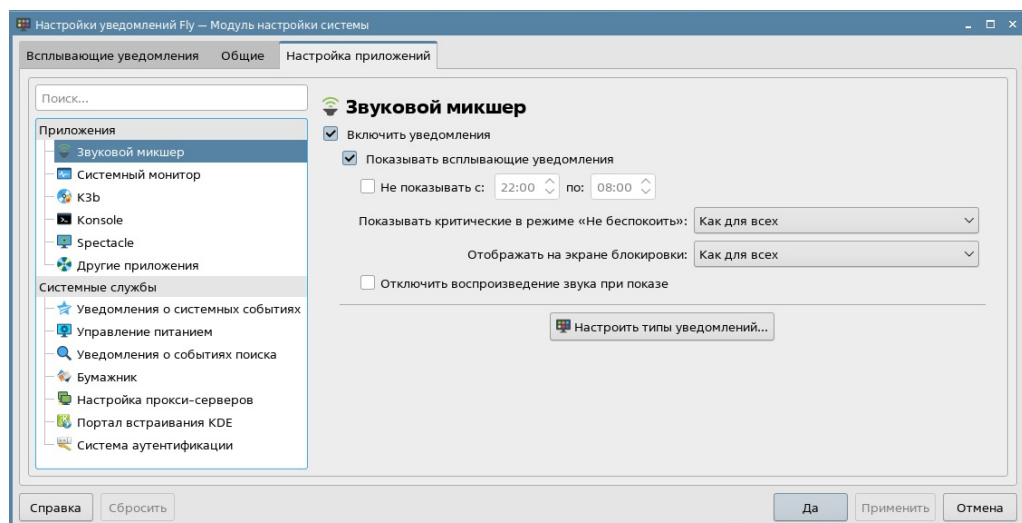 Настройки уведомлений Fly — Модуль настройки системы
Всплывающие уведомления Общие Настройка приложений
Поиск...
Приложения
Звуковой микшер
Системный монитор
K3b
Konsole
Spectacle
Другие приложения
Системные службы
Уведомления о системных событиях
Управление питанием
Уведомления о событиях поиска
Бумажник
Настройка прокси-серверов
Портал встраивания KDE
Система аутентификации
Звуковой микшер
Включить уведомления
Показывать всплывающие уведомления
Не показывать с: 22:00 по: 08:00
Показывать критические в режиме «Не беспокоить»: Как для всех
Отображать на экране блокировки: Как для всех
Отключить воспроизведение звука при показе
Настроить типы уведомлений...
Справка Сбросить Да Применить Отмена